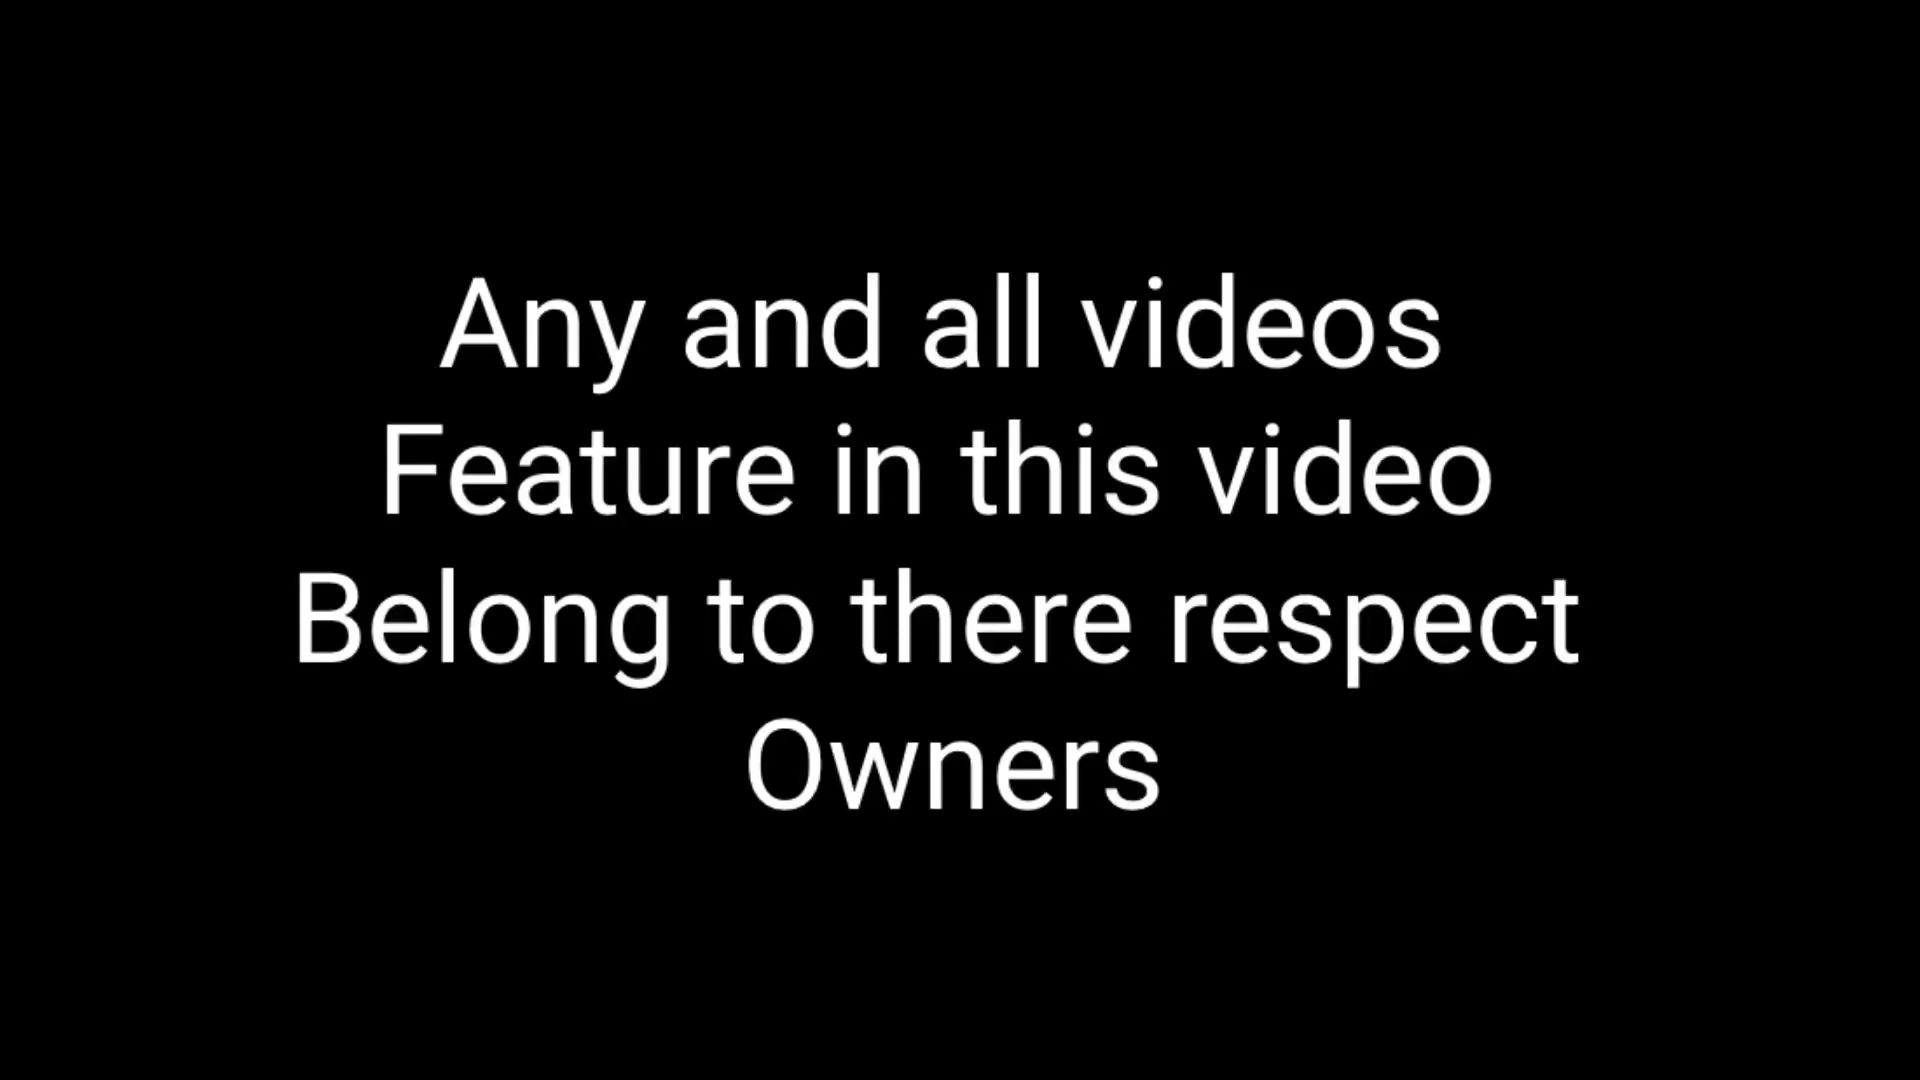 Any and all videos
Feature in this video
Belong to there respect
Owners